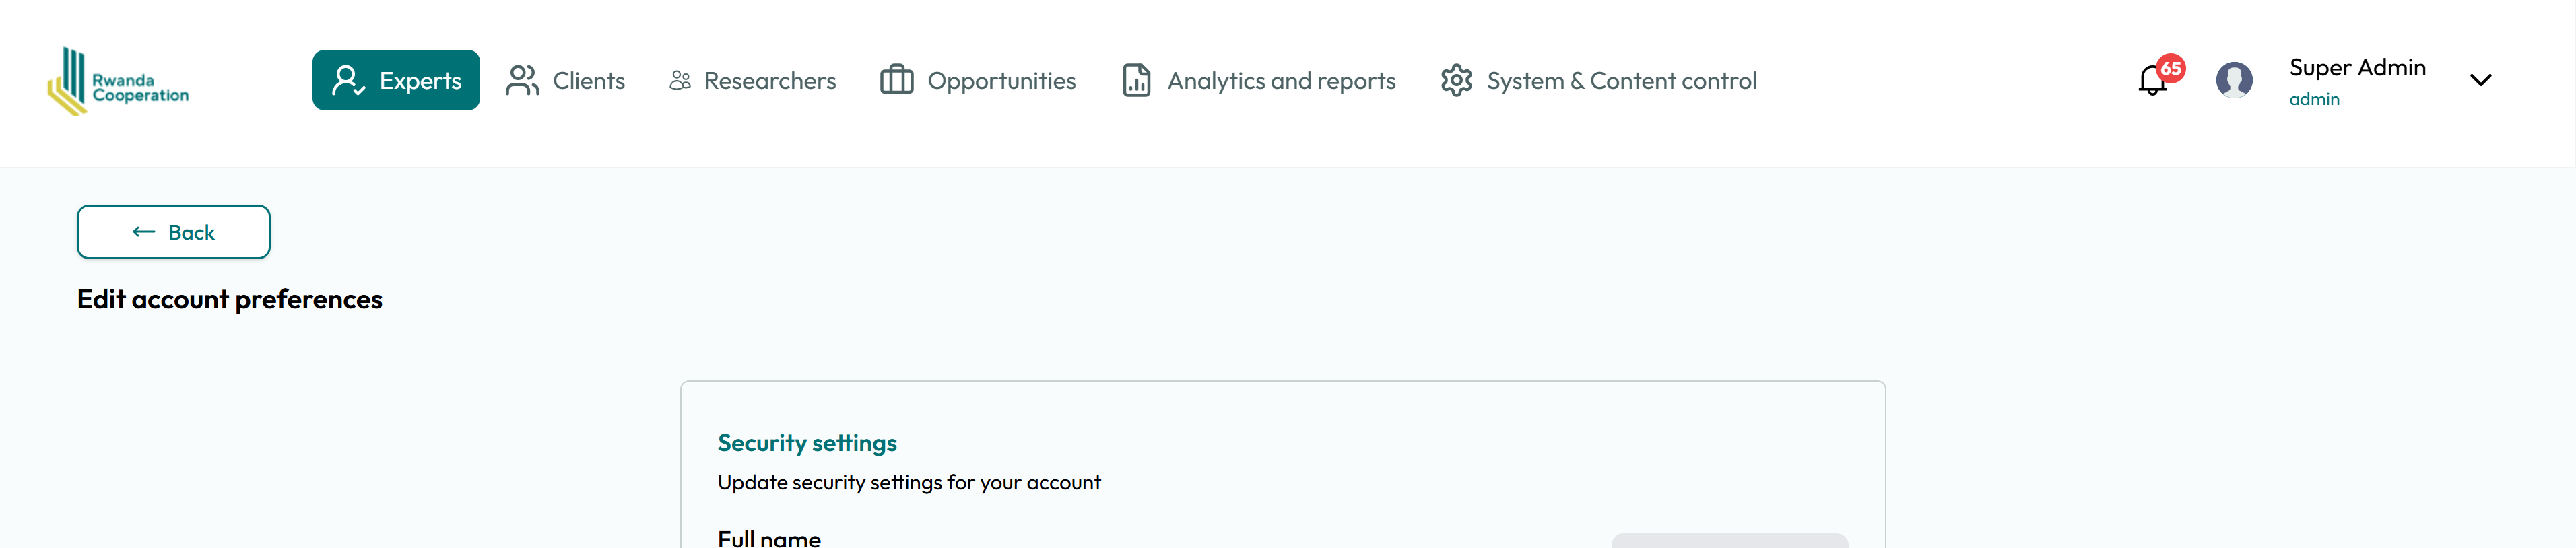 Rwanda
Cooperation
Experts
Clients
Researchers
Opportunities
Analytics and reports
System & Content control
65
Super Admin
admin
← Back
Edit account preferences
Security settings
Update security settings for your account
Full name